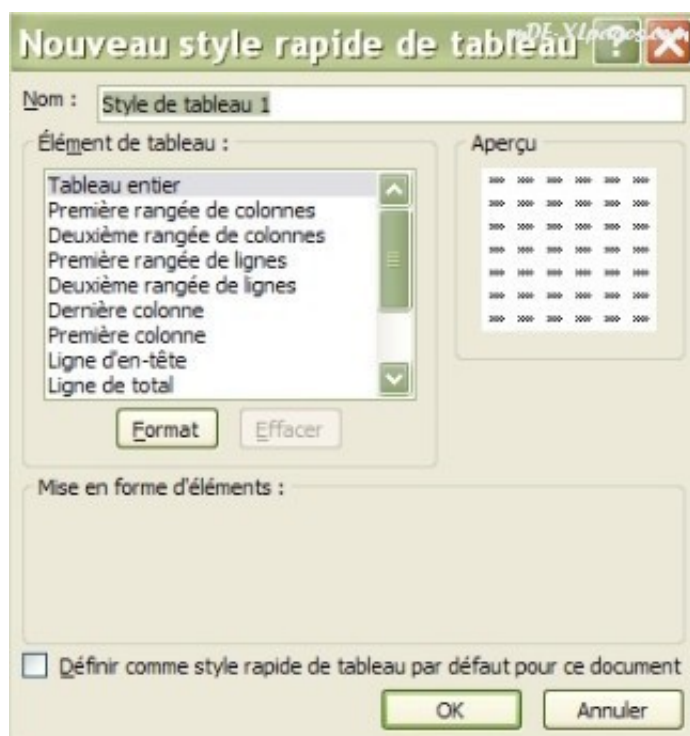 Nouveau style rapide de tableau
Nom :
Style de tableau 1
Élément de tableau :
Tableau entier
Première rangée de colonnes
Deuxième rangée de colonnes
Première rangée de lignes
Deuxième rangée de lignes
Dernière colonne
Première colonne
Ligne d'en-tête
Ligne de total
Format
Effacer
Aperçu
Mise en forme d'éléments :
Définir comme style rapide de tableau par défaut pour ce document
OK
Annuler